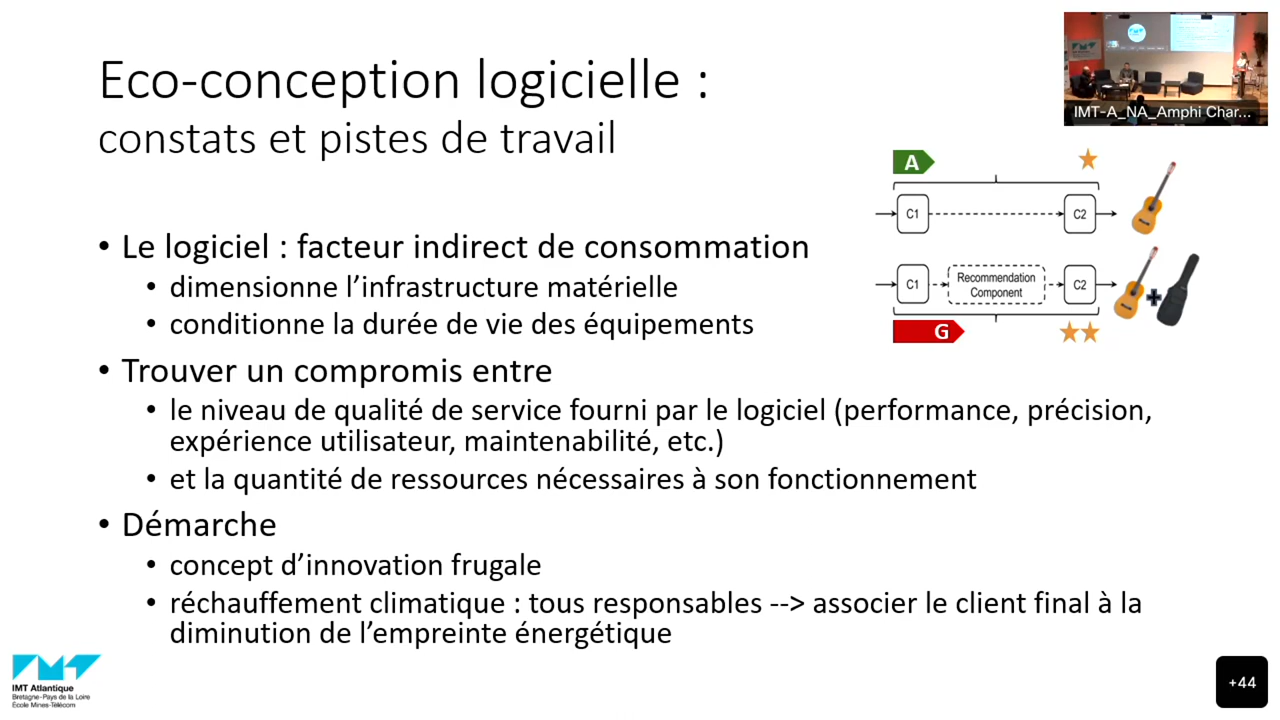 Eco-conception logicielle :
constats et pistes de travail
IMT-A_NA_Amphi Char...
A
C1
C2
C1
Recommendation
Component
C2
+
G
• Le logiciel : facteur indirect de consommation
• dimensionne l’infrastructure matérielle
• conditionne la durée de vie des équipements
• Trouver un compromis entre
• le niveau de qualité de service fourni par le logiciel (performance, précision,
expérience utilisateur, maintenabilité, etc.)
• et la quantité de ressources nécessaires à son fonctionnement
• Démarche
• concept d’innovation frugale
• réchauffement climatique : tous responsables --> associer le client final à la
diminution de l’empreinte énergétique
IMT Atlantique
Bretagne-Pays de la Loire
École Mines-Télécom
+44